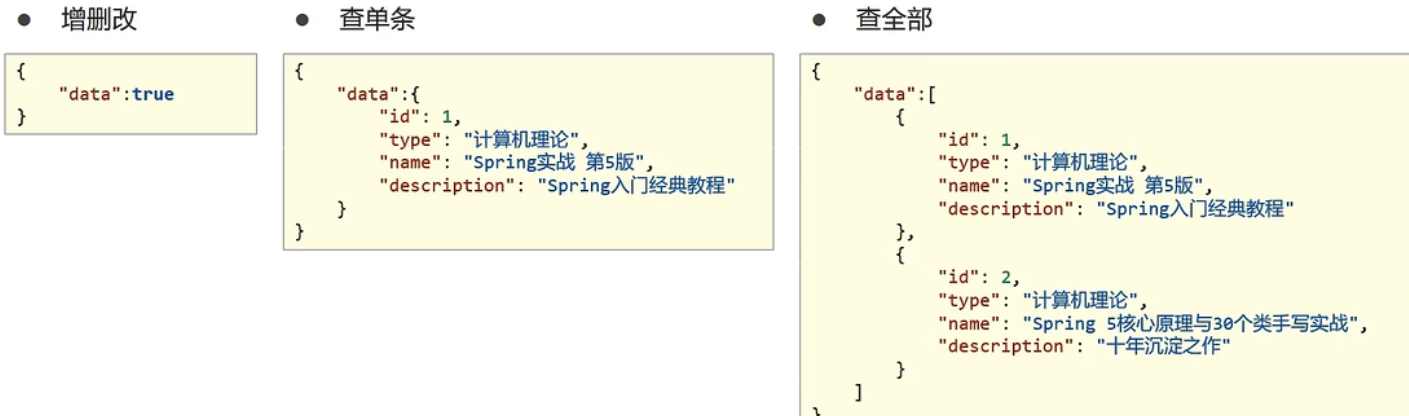 ● 增删改
{
    "data":true
}
● 查单条
{
    "data":{
        "id": 1,
        "type": "计算机理论",
        "name": "Spring实战 第5版",
        "description": "Spring入门经典教程"
    }
}
● 查全部
{
    "data":[
        {
            "id": 1,
            "type": "计算机理论",
            "name": "Spring实战 第5版",
            "description": "Spring入门经典教程"
        },
        {
            "id": 2,
            "type": "计算机理论",
            "name": "Spring 5核心原理与30个类手写实战",
            "description": "十年沉淀之作"
        }
    ]
}